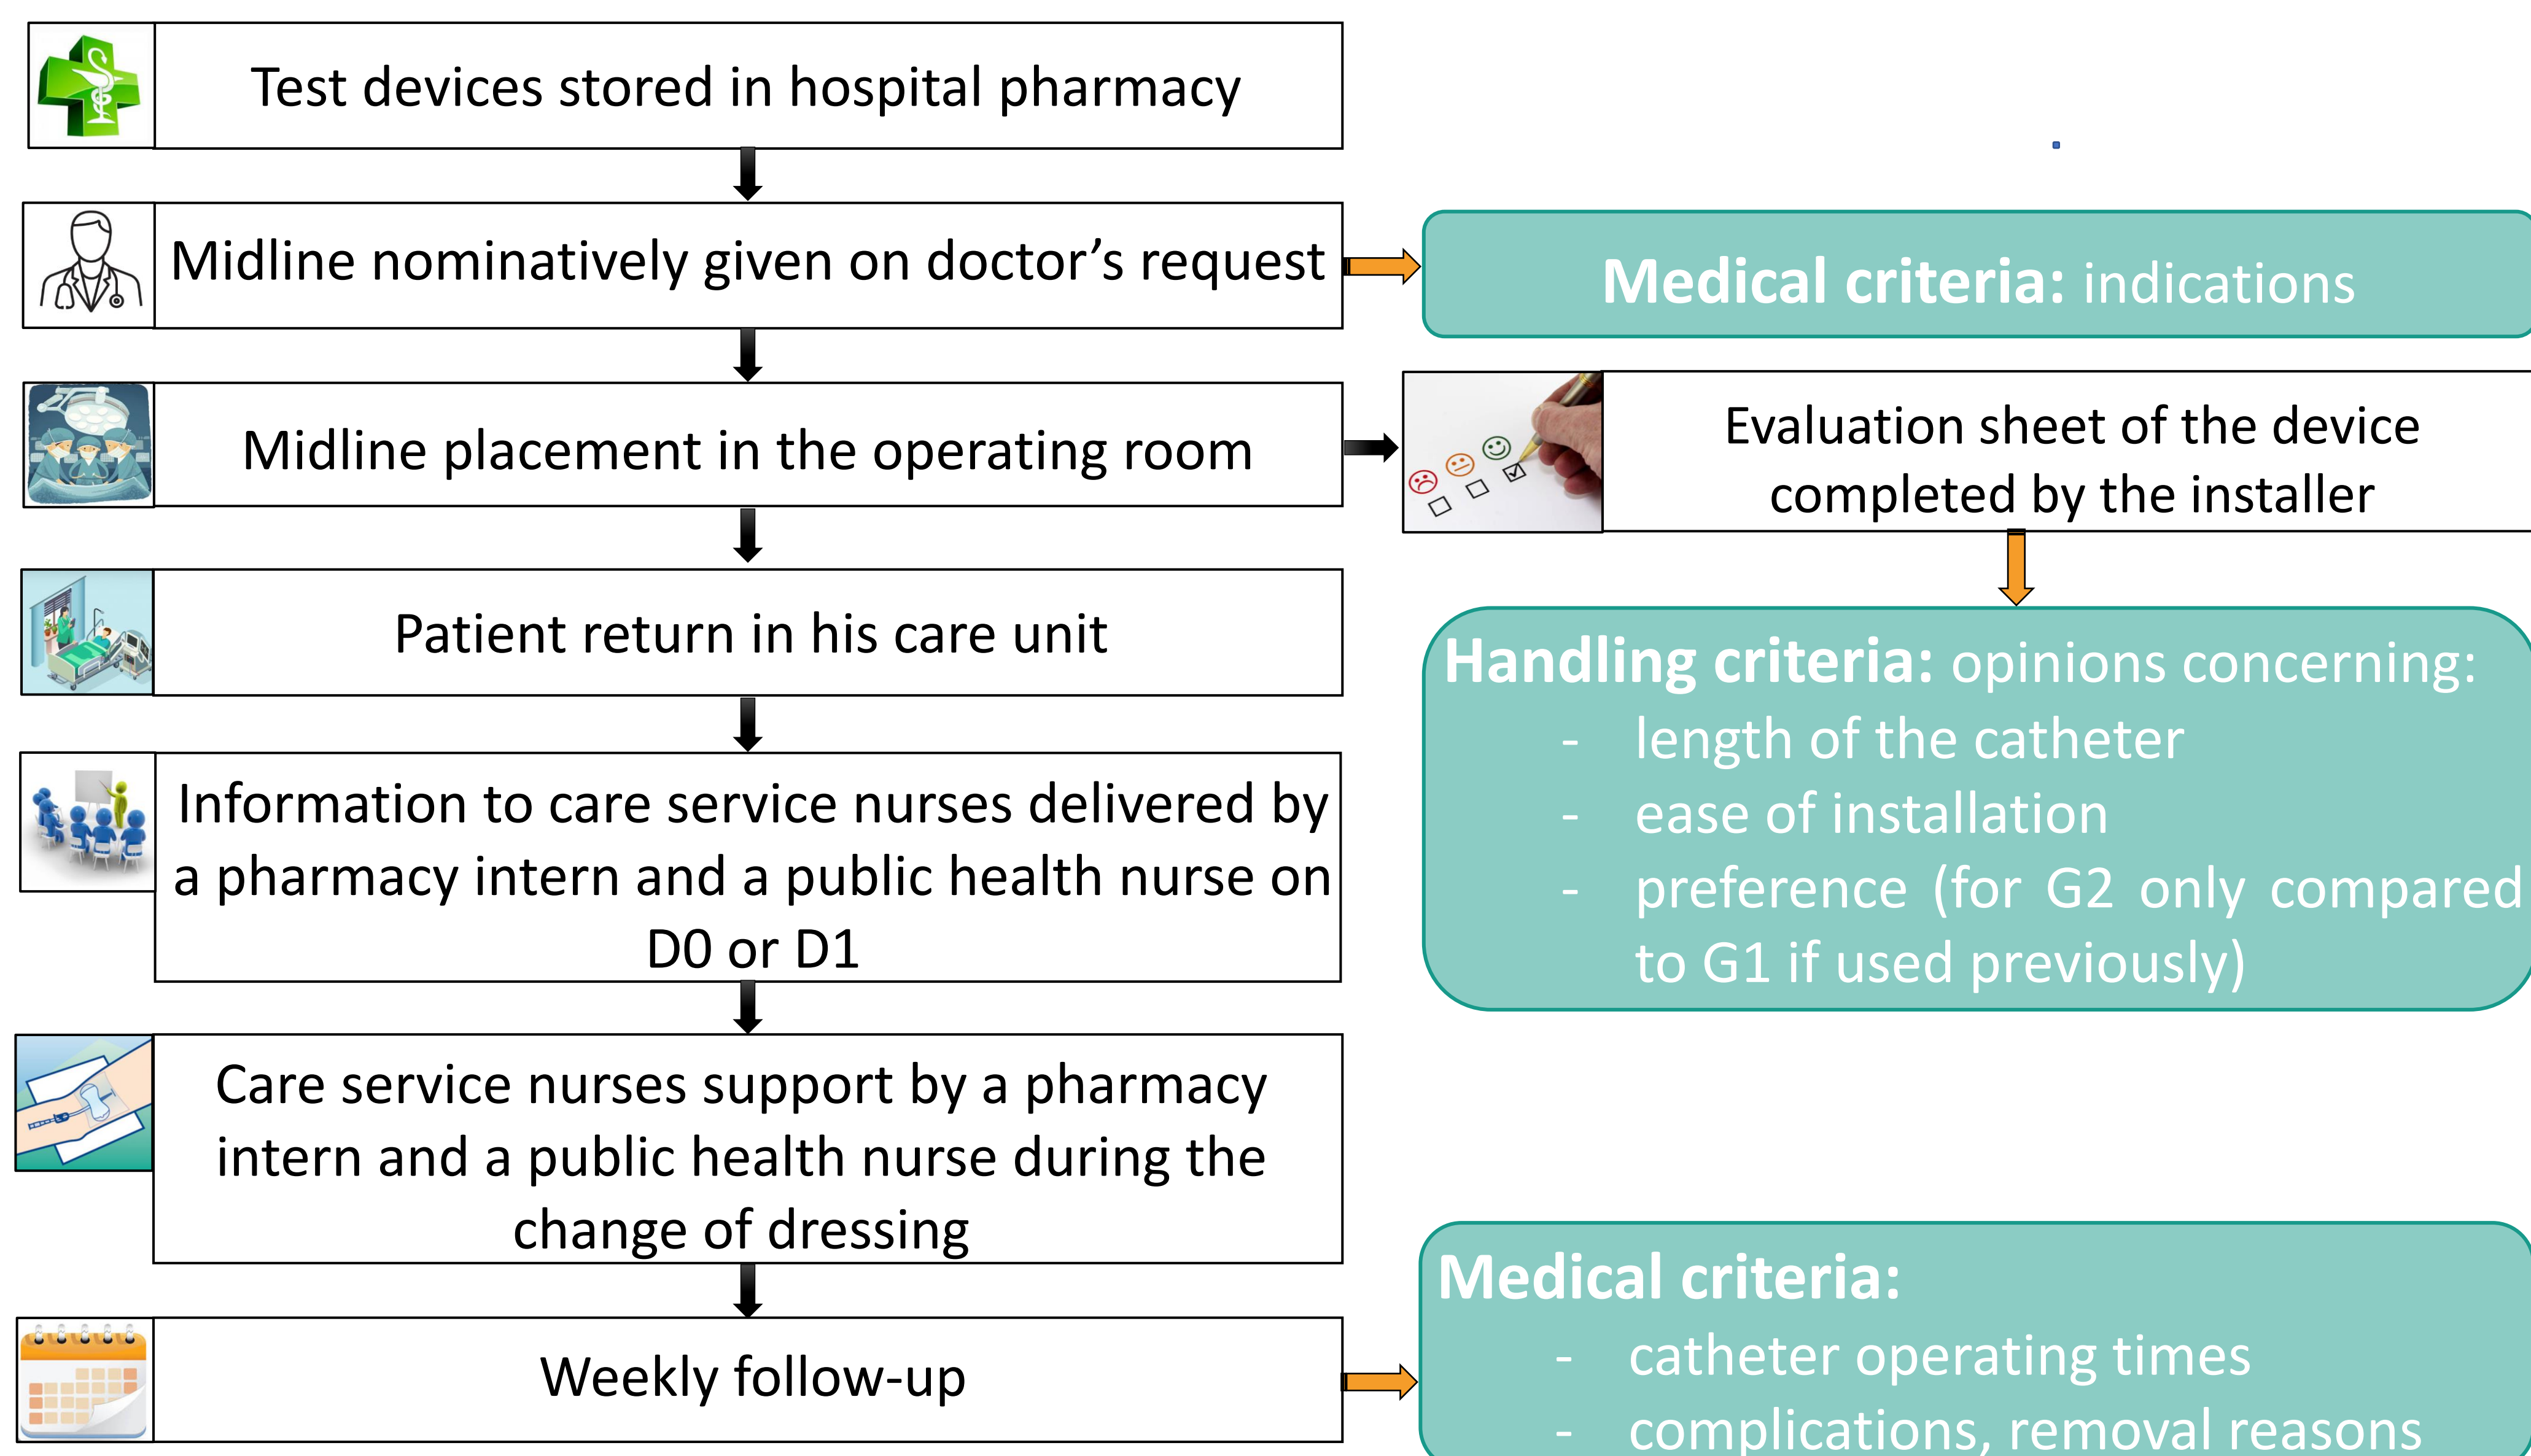 Test devices stored in hospital pharmacy
Midline nominatively given on doctor’s request
Medical criteria: indications
Midline placement in the operating room
Evaluation sheet of the device
completed by the installer
Patient return in his care unit
Handling criteria: opinions concerning:
- length of the catheter
- ease of installation
- preference (for G2 only compared
to G1 if used previously)
Information to care service nurses delivered by
a pharmacy intern and a public health nurse on
D0 or D1
Care service nurses support by a pharmacy
intern and a public health nurse during the
change of dressing
Weekly follow-up
Medical criteria:
- catheter operating times
- complications, removal reasons